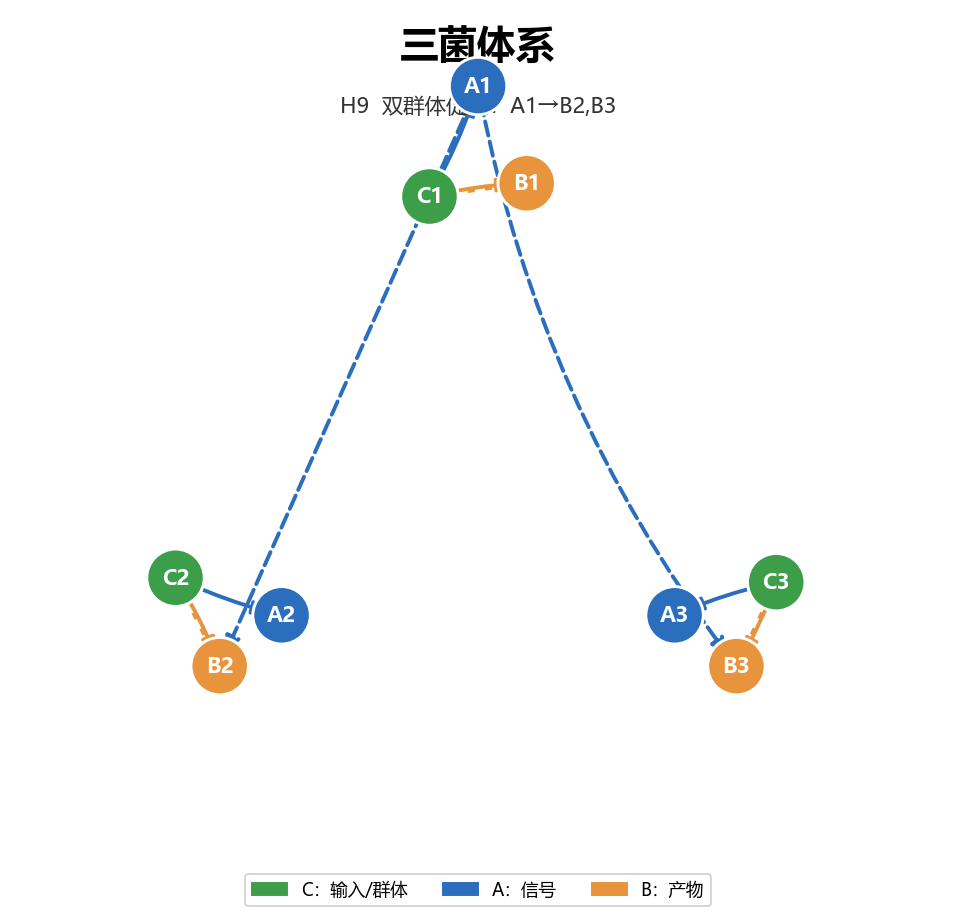 三菌体系
A1
H9 双群体 A1→B2,B3
C1
B1
C2
A2
B2
C3
A3
B3
C: 输入/群体 A: 信号 B: 产物